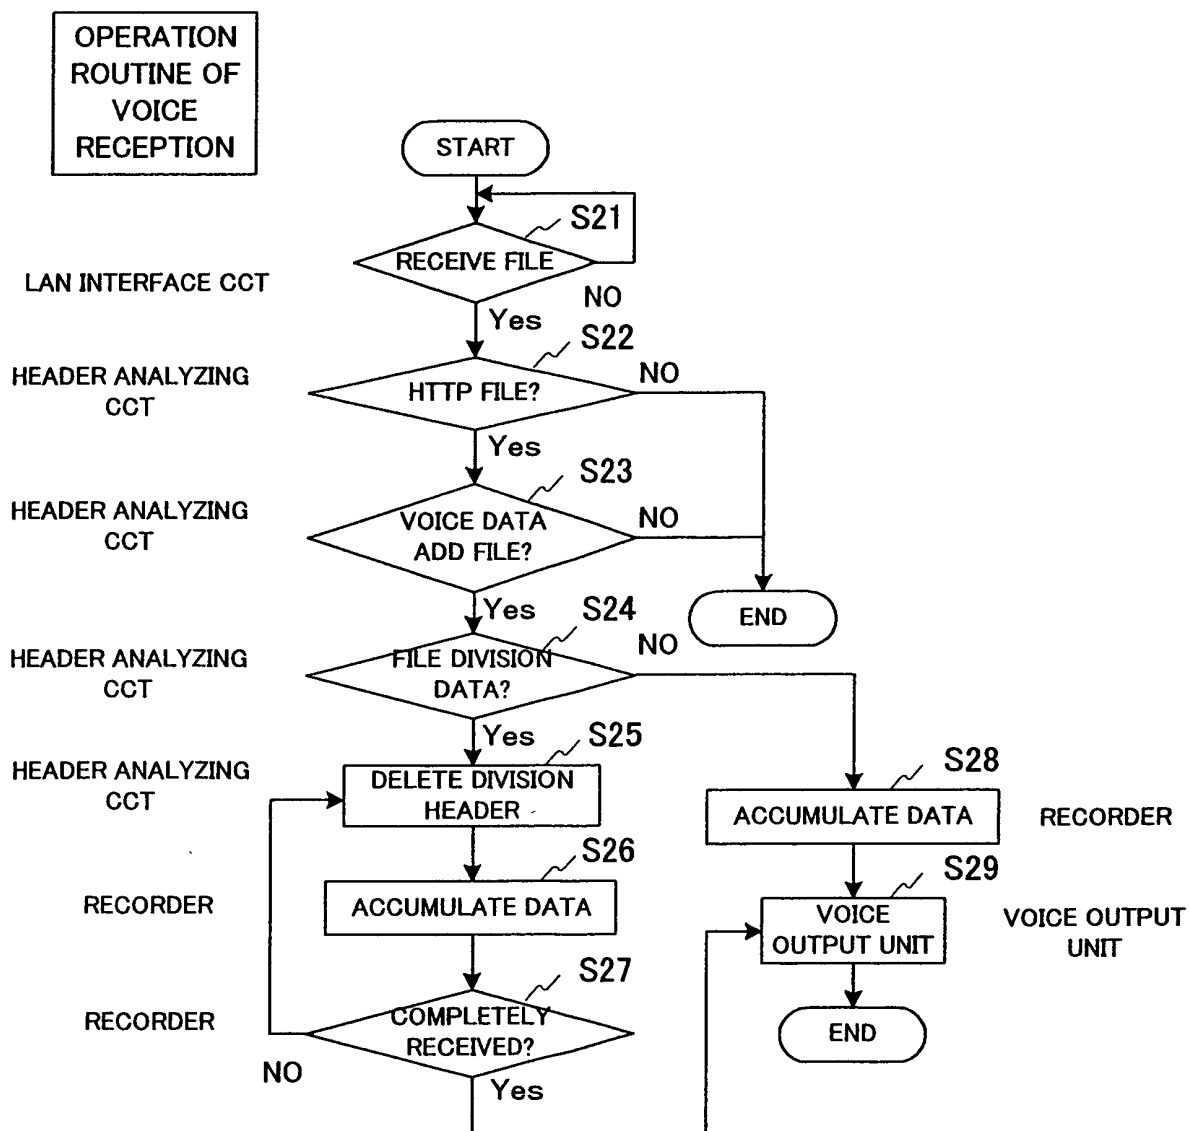 OPERATION
ROUTINE OF
VOICE
RECEPTION
START
S21
RECEIVE FILE
LAN INTERFACE CCT
NO
Yes
S22
HEADER ANALYZING
CCT
HTTP FILE?
NO
Yes
S23
HEADER ANALYZING
CCT
VOICE DATA
ADD FILE?
NO
END
Yes
S24
HEADER ANALYZING
CCT
FILE DIVISION
DATA?
NO
Yes
S25
HEADER ANALYZING
CCT
DELETE DIVISION
HEADER
S28
ACCUMULATE DATA
RECORDER
S26
RECORDER
ACCUMULATE DATA
S29
VOICE
OUTPUT UNIT
VOICE OUTPUT
UNIT
S27
RECORDER
COMPLETELY
RECEIVED?
END
NO
Yes